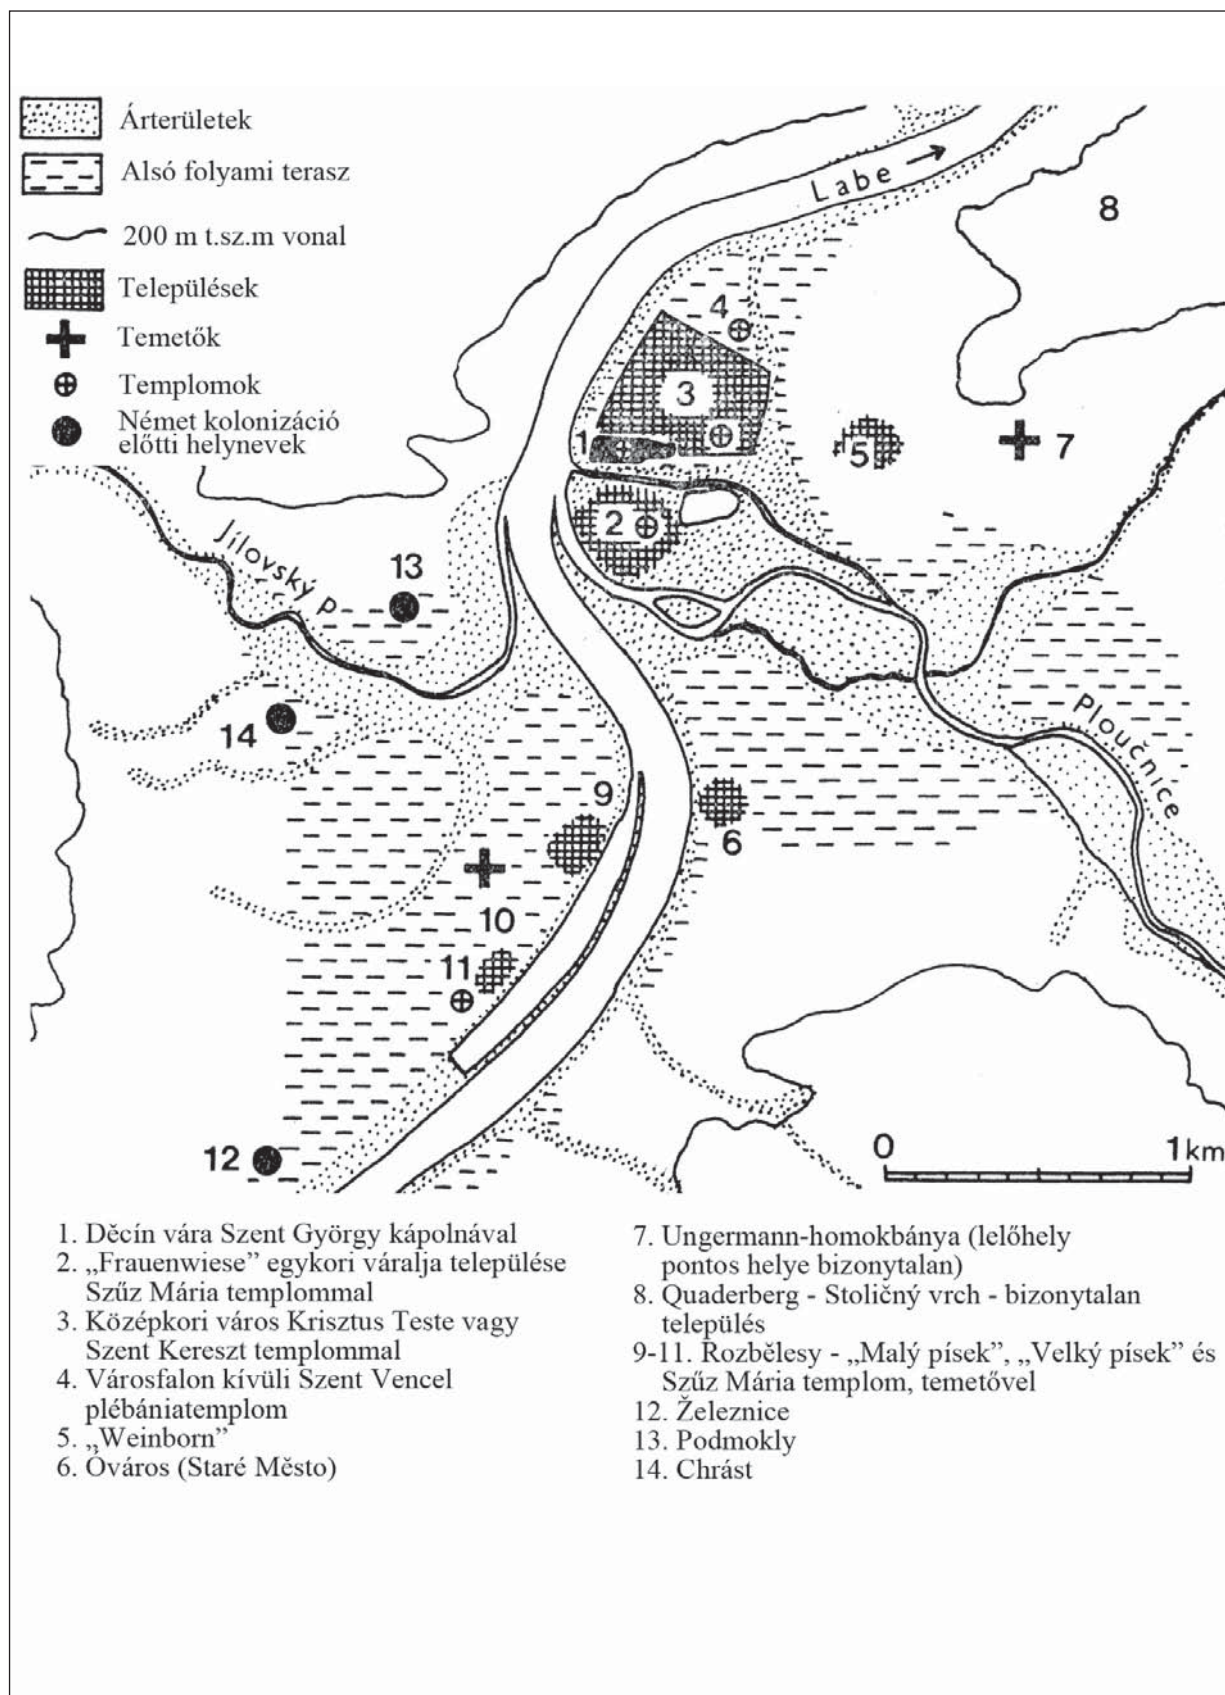 Árterületek
Alsó folyami terasz
200 m t.sz.m vonal
Települések
Temetők
Templomok
Német kolonizáció
előtti helynevek
Labe
8
4
3
1
5
7
2
Jílovský p.
13
14
Ploučnice
9
6
10
11
12
0 1 km
1. Děcín vára Szent György kápolnával
2. „Frauenwiese” egykori váralja települése
Szűz Mária templommal
3. Középkori város Krisztus Teste vagy
Szent Kereszt templommal
4. Városfalon kívüli Szent Vencel
plébániatemplom
5. „Weinborn”
6. Óváros (Staré Město)
7. Ungermann-homokbánya (lelőhely
pontos helye bizonytalan)
8. Quaderberg - Stoličný vrch - bizonytalan
település
9-11. Rozbělesy - „Malý písek”, „Velký písek” és
Szűz Mária templom, temetővel
12. Železnice
13. Podmokly
14. Chrást